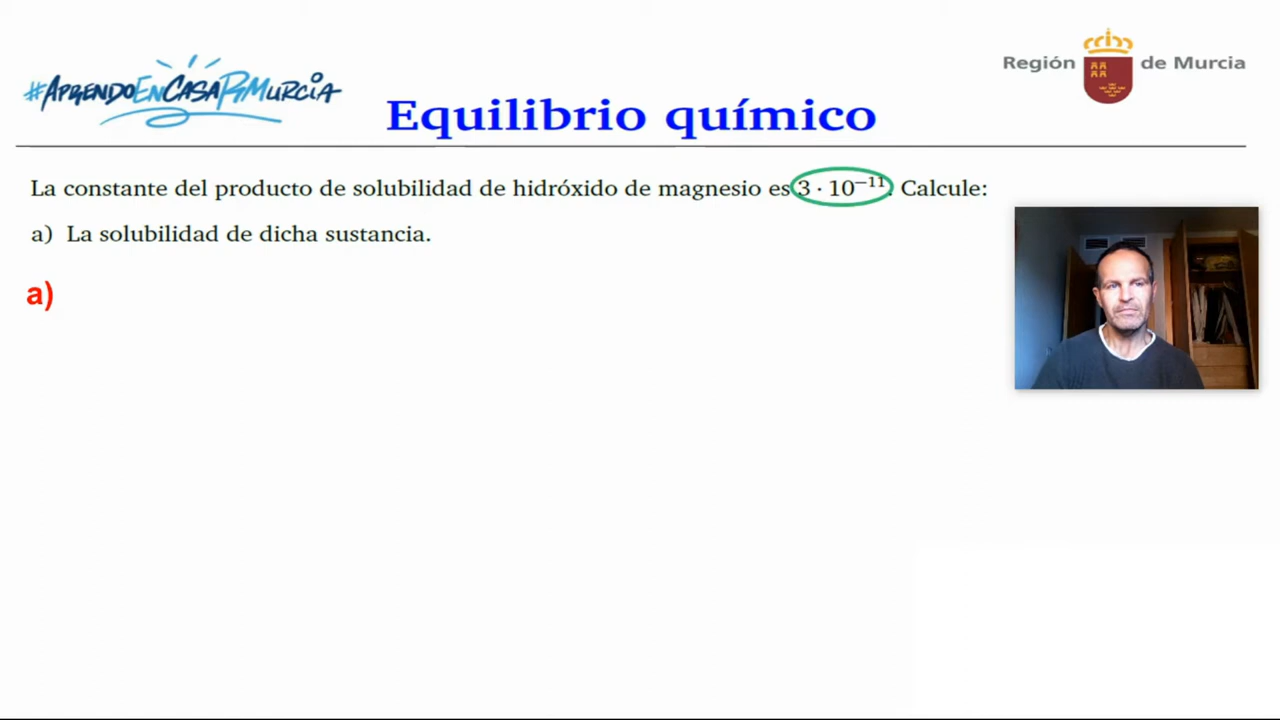 #APRENDOENCASARMURCIA
Región de Murcia
Equilibrio químico
La constante del producto de solubilidad de hidróxido de magnesio es 3 · 10⁻¹¹. Calcule:
a) La solubilidad de dicha sustancia.
a)